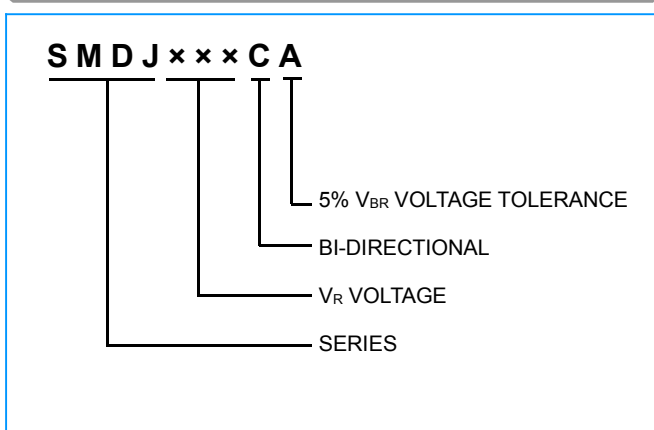 SMDJ×××CA
5% VBR VOLTAGE TOLERANCE
BI-DIRECTIONAL
VR VOLTAGE
SERIES